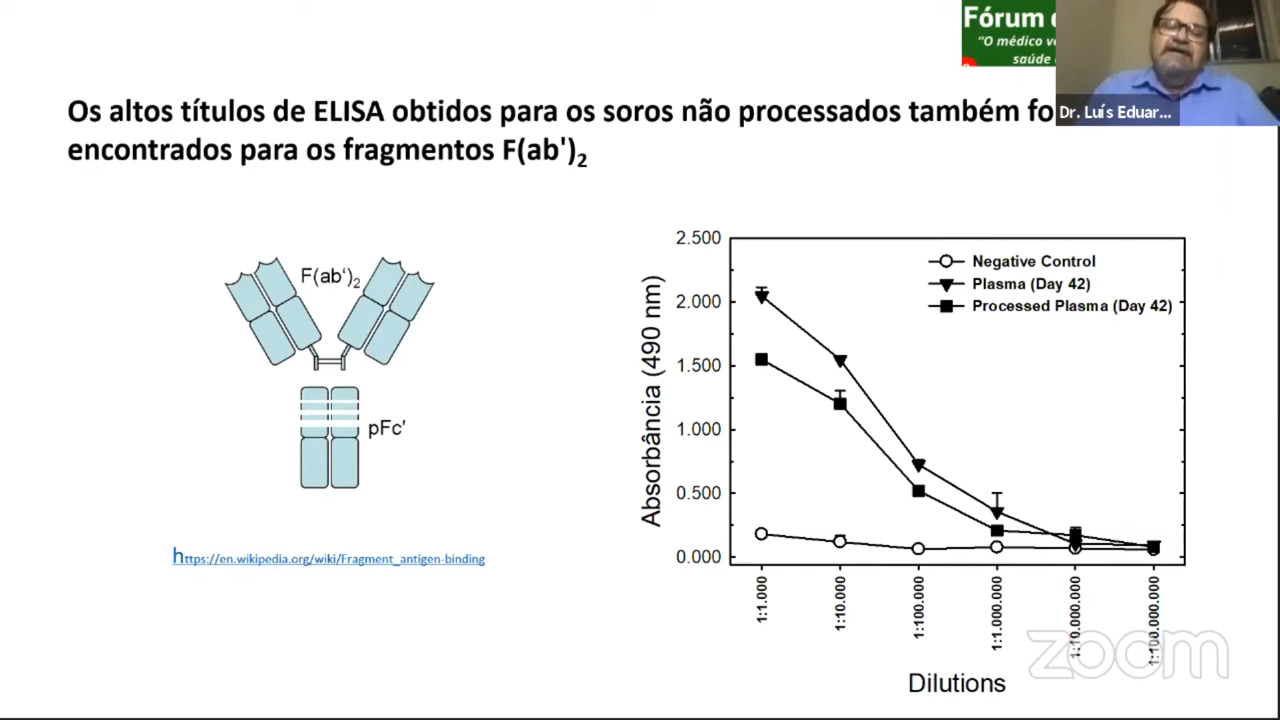 Fórum
"O médico
saúde
Dr. Luís Eduar...
Os altos títulos de ELISA obtidos para os soros não processados também fo
encontrados para os fragmentos F(ab')2
F(ab')2
pFc'
https://en.wikipedia.org/wiki/Fragment_antigen-binding
Negative Control
Plasma (Day 42)
Processed Plasma (Day 42)
Absorbância (490 nm)
2.500
2.000
1.500
1.000
0.500
0.000
1:1.000
1:10.000
1:100.000
1:1.000.000
1:10.000.000
1:100.000.000
Dilutions
zoom